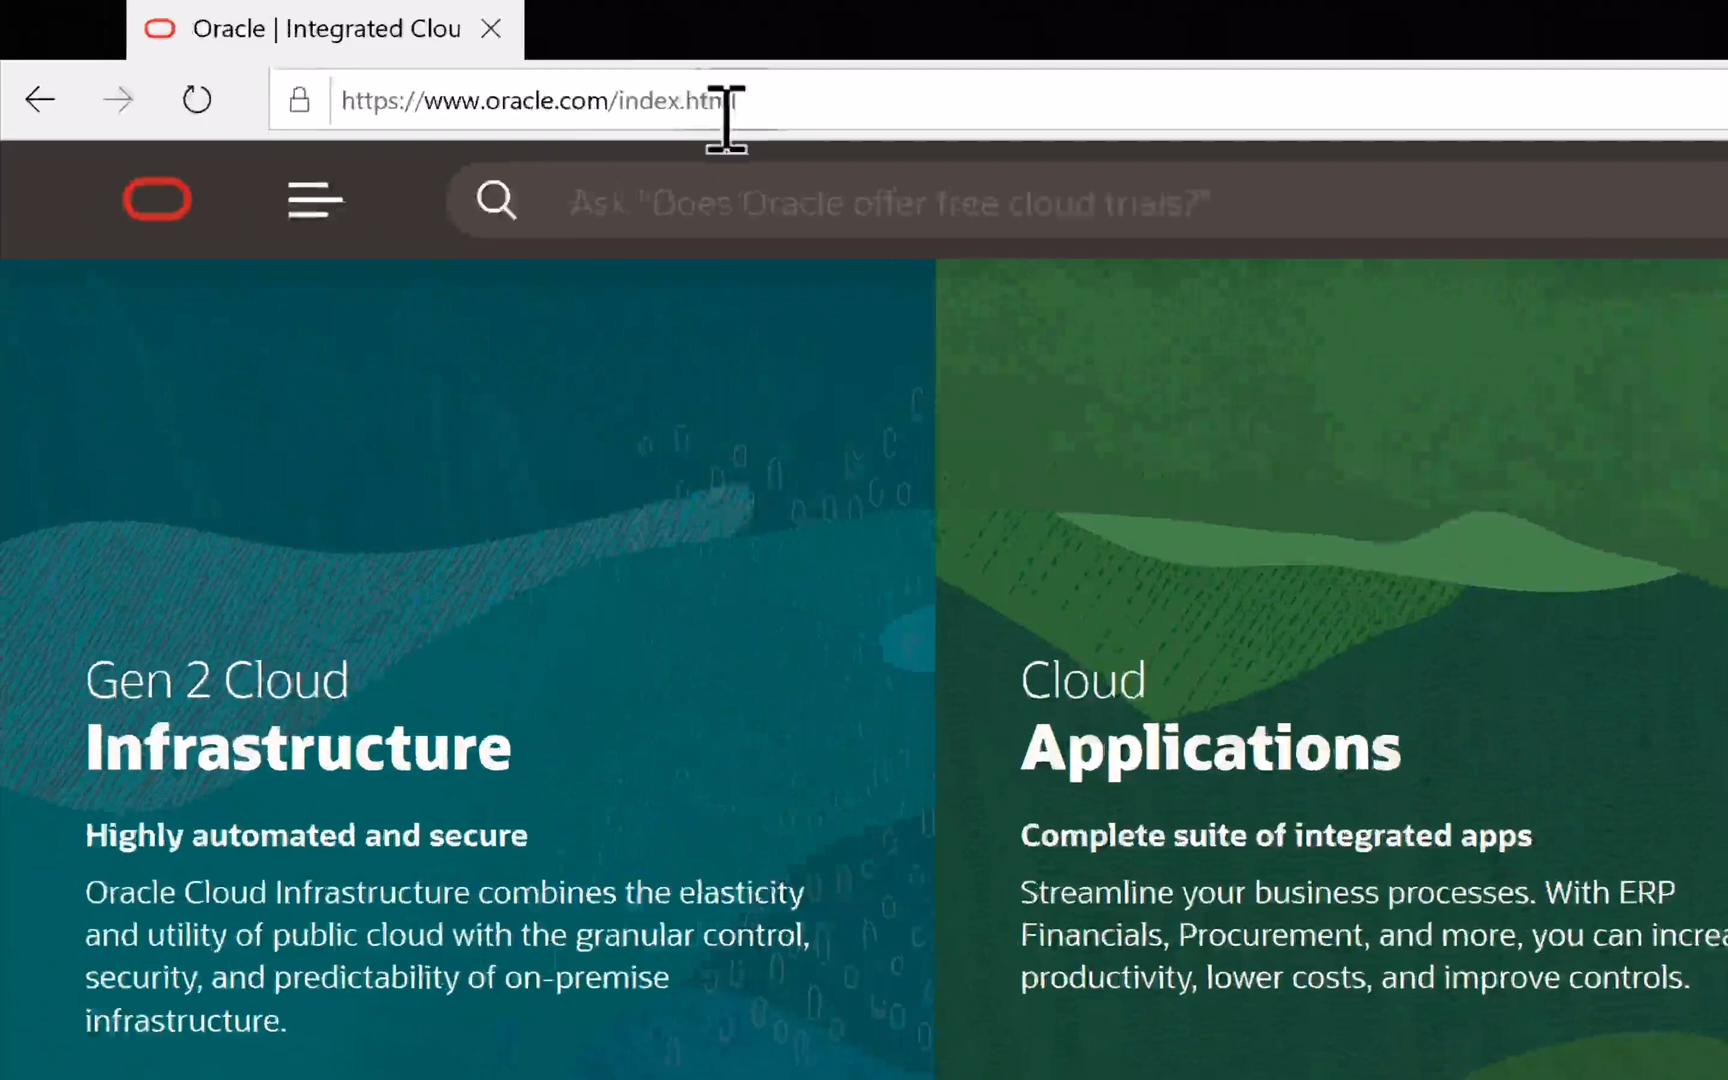 Oracle | Integrated Clou
https://www.oracle.com/index.html
Ask "Does Oracle offer free cloud trials?"
Gen 2 Cloud
Infrastructure
Highly automated and secure
Oracle Cloud Infrastructure combines the elasticity
and utility of public cloud with the granular control,
security, and predictability of on-premise
infrastructure.
Cloud
Applications
Complete suite of integrated apps
Streamline your business processes. With ERP
Financials, Procurement, and more, you can increa
productivity, lower costs, and improve controls.